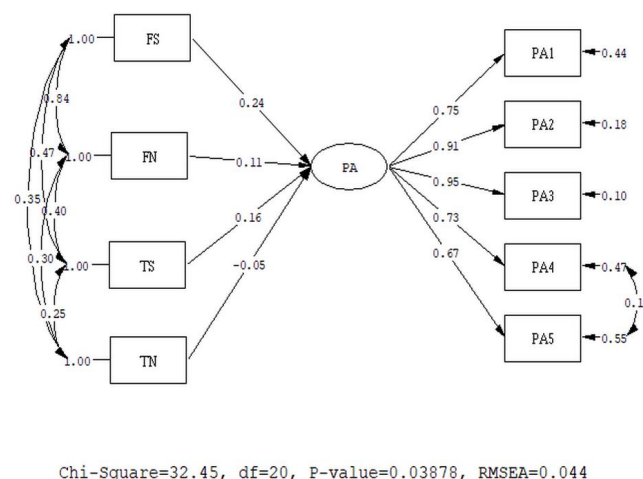 1.00 FS
PA1 0.44
0.84
0.24
0.75
PA2 0.18
0.47
1.00 FN
0.11
PA
0.91
0.35
0.40
0.95
PA3 0.10
0.16
0.73
0.30
1.00 TS
-0.05
0.67
PA4 0.47
0.1
0.25
PA5 0.55
1.00 TN
Chi-Square=32.45, df=20, P-value=0.03878, RMSEA=0.044